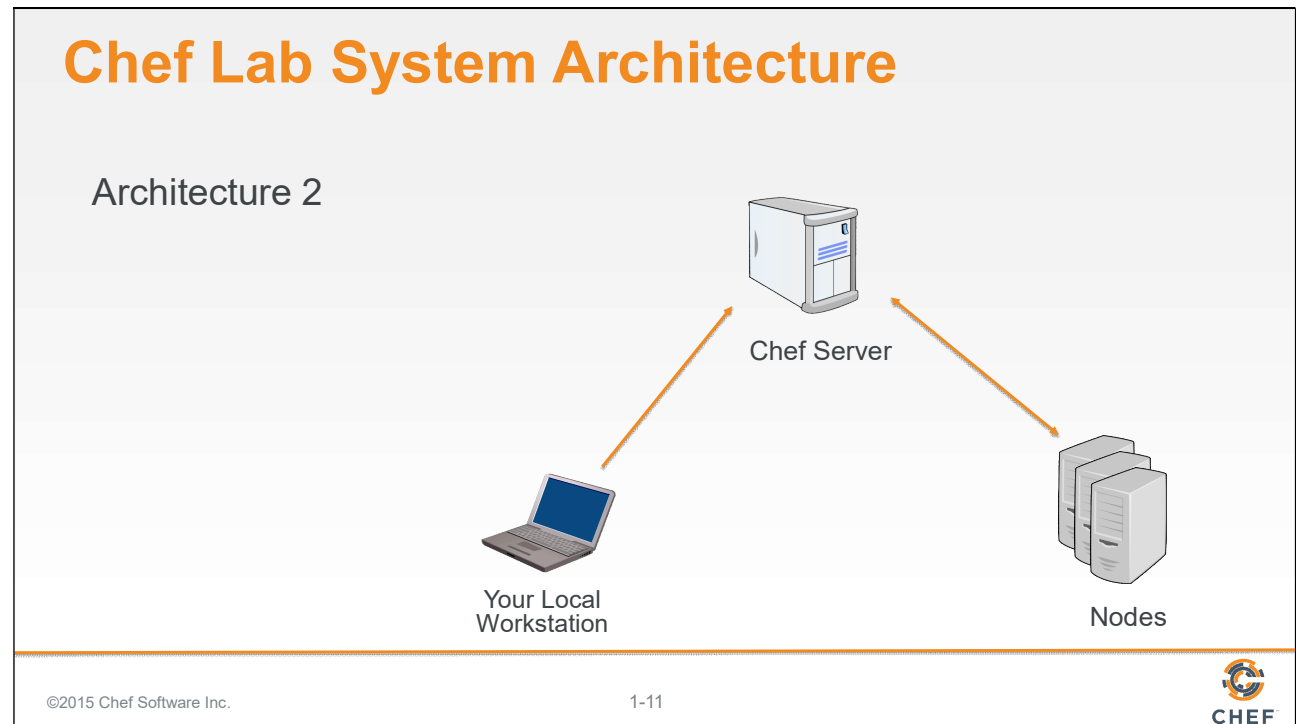 Chef Lab System Architecture
Architecture 2
Chef Server
Your Local
Workstation
Nodes
©2015 Chef Software Inc.
1-11
CHEF